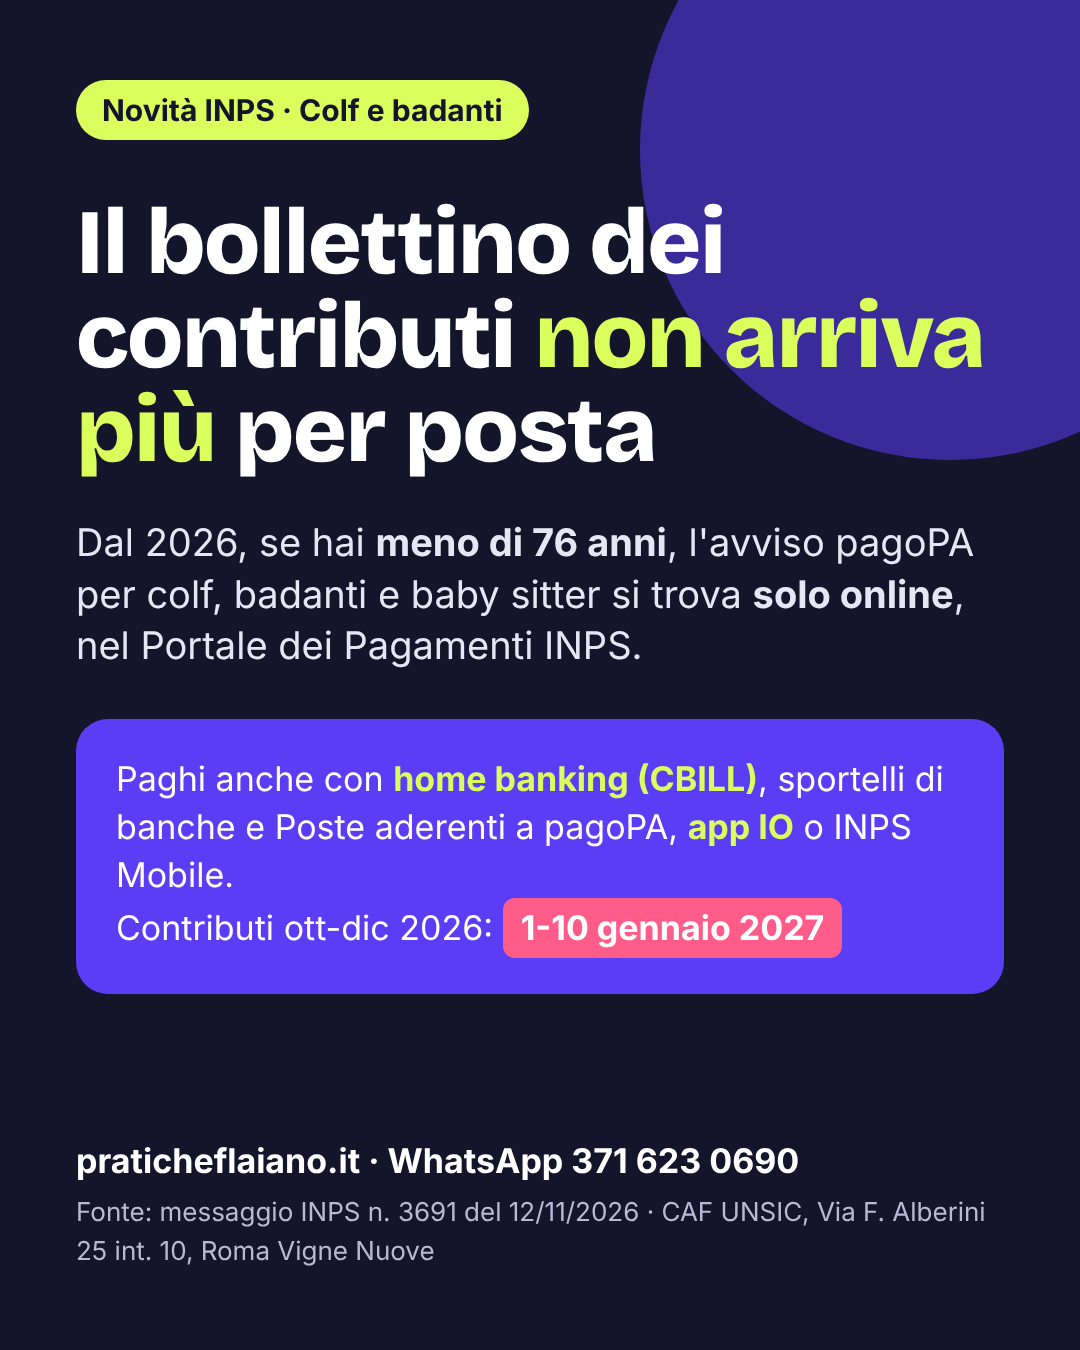 Novità INPS · Colf e badanti
Il bollettino dei
contributi non arriva
più per posta
Dal 2026, se hai meno di 76 anni, l'avviso pagoPA
per colf, badanti e baby sitter si trova solo online,
nel Portale dei Pagamenti INPS.
Paghi anche con home banking (CBILL), sportelli di
banche e Poste aderenti a pagoPA, app IO o INPS
Mobile.
Contributi ott-dic 2026: 1-10 gennaio 2027
praticheflaiano.it · WhatsApp 371 623 0690
Fonte: messaggio INPS n. 3691 del 12/11/2026 · CAF UNSIC, Via F. Alberini
25 int. 10, Roma Vigne Nuove